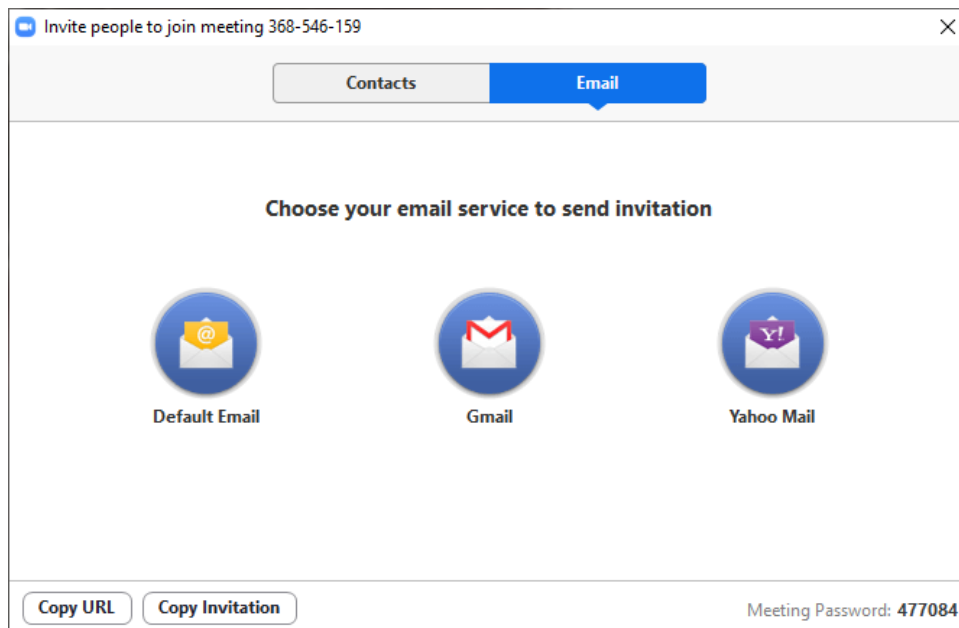 Invite people to join meeting 368-546-159
Contacts Email
Choose your email service to send invitation
@ Y!
Default Email Gmail Yahoo Mail
Copy URL Copy Invitation Meeting Password: 477084